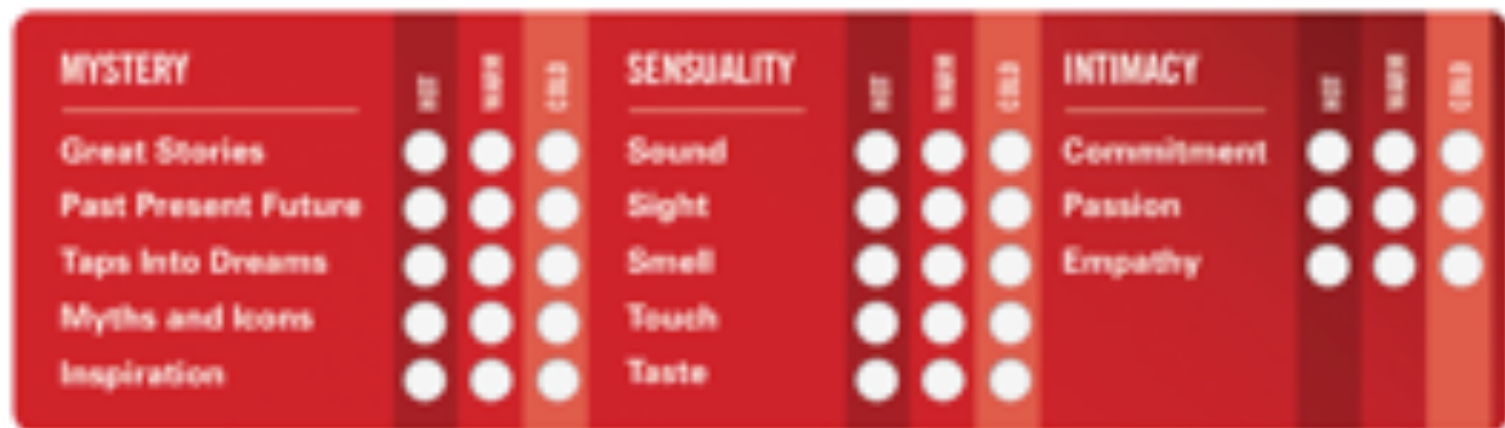 MYSTERY
HOT
WARM
COLD
Great Stories
Past Present Future
Taps Into Dreams
Myths and Icons
Inspiration
SENSUALITY
HOT
WARM
COLD
Sound
Sight
Smell
Touch
Taste
INTIMACY
HOT
WARM
COLD
Commitment
Passion
Empathy